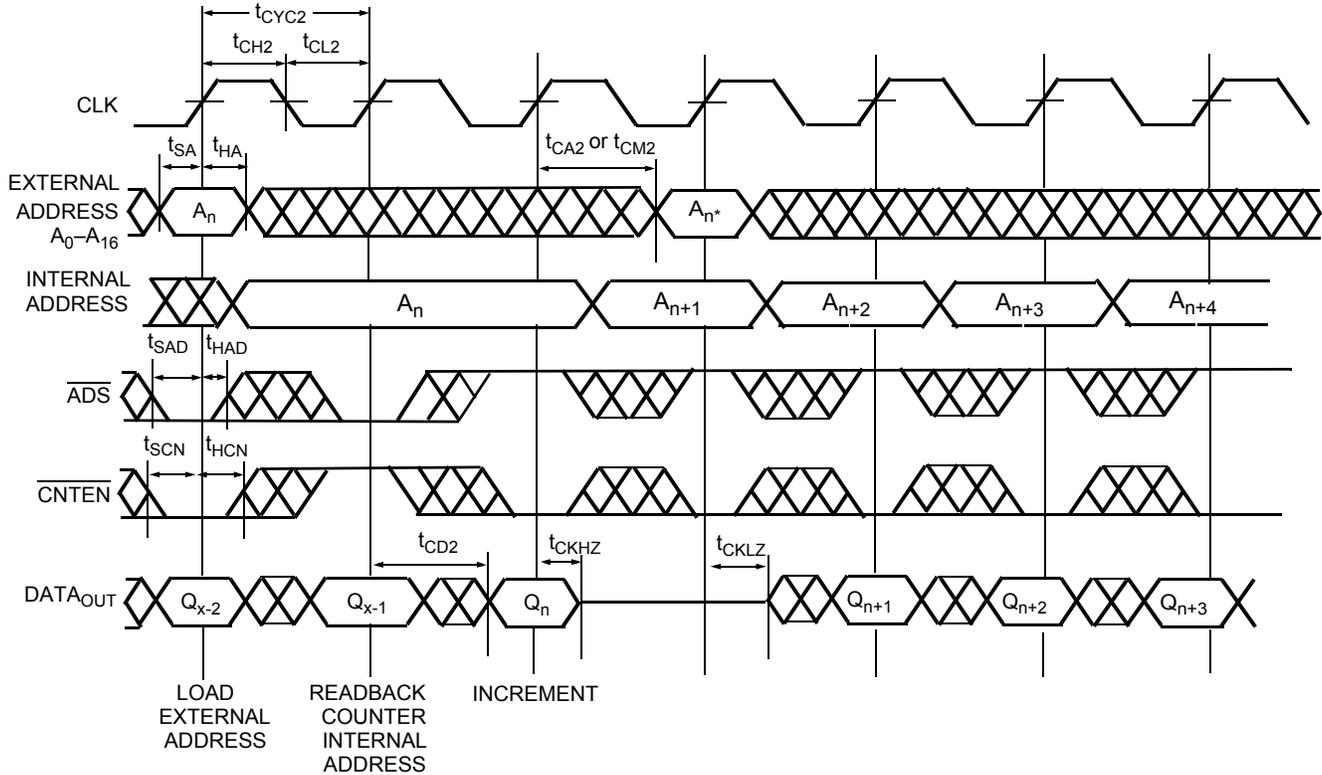 tCYC2
tCH2 tCL2
CLK
tSA tHA tCA2 or tCM2
EXTERNAL
ADDRESS
A0–A16
An An*
INTERNAL
ADDRESS
An An+1 An+2 An+3 An+4
tSAD tHAD
ADS
tSCN tHCN
CNTEN
tCD2 tCKHZ tCKLZ
DATAOUT
Qx-2 Qx-1 Qn Qn+1 Qn+2 Qn+3
LOAD
EXTERNAL
ADDRESS
READBACK
COUNTER
INTERNAL
ADDRESS
INCREMENT